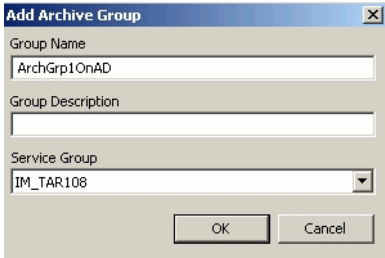 Add Archive Group
Group Name
ArchGrp1OnAD
Group Description
Service Group
IM_TAR108
OK Cancel